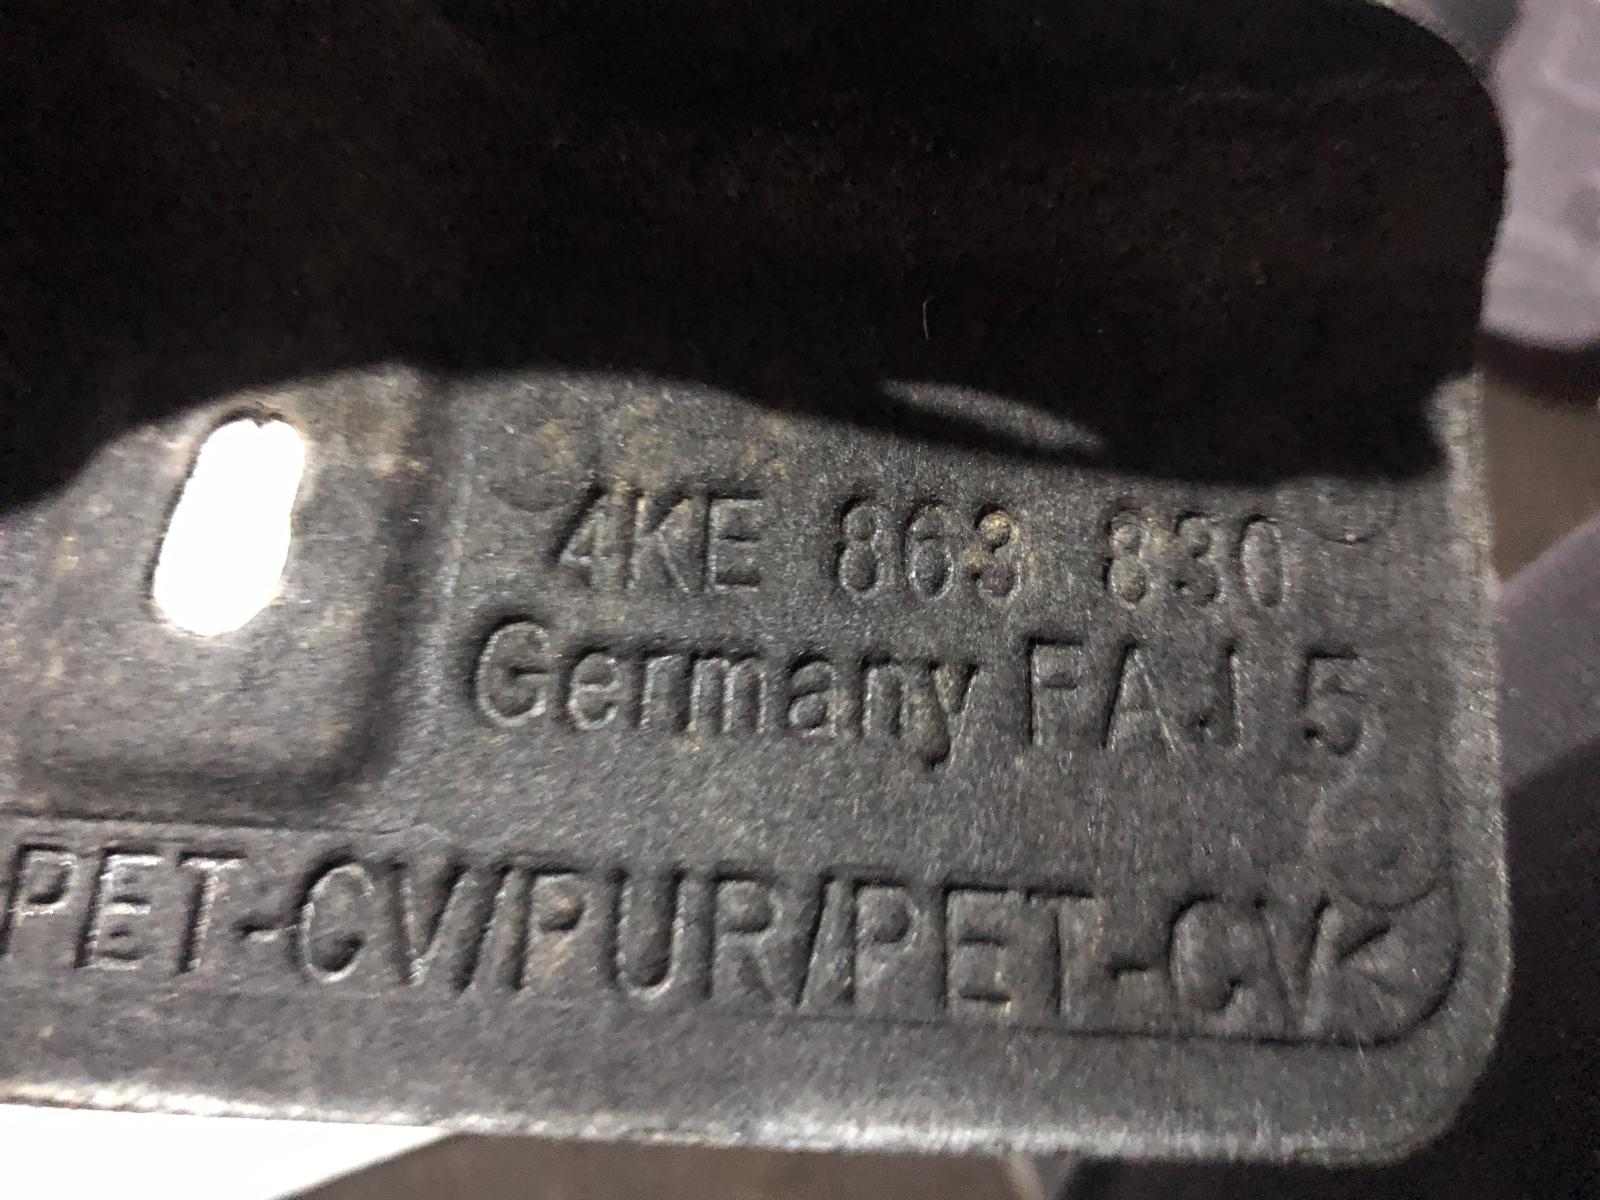 4KE 863 830
Germany FAJ 5
PET-CV/PUR/PET-CV<